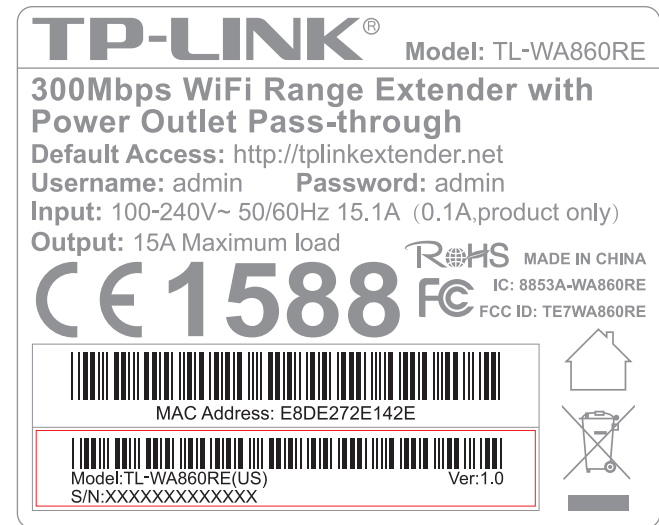 TP-LINK®
Model: TL-WA860RE
300Mbps WiFi Range Extender with
Power Outlet Pass-through
Default Access: http://tplinkextender.net
Username: admin Password: admin
Input: 100-240V~ 50/60Hz 15.1A (0.1A,product only)
Output: 15A Maximum load
RoHS MADE IN CHINA
CE1588
FC IC: 8853A-WA860RE
FCC ID: TE7WA860RE
MAC Address: E8DE272E142E
Model:TL-WA860RE(US) Ver:1.0
S/N:XXXXXXXXXXXXX